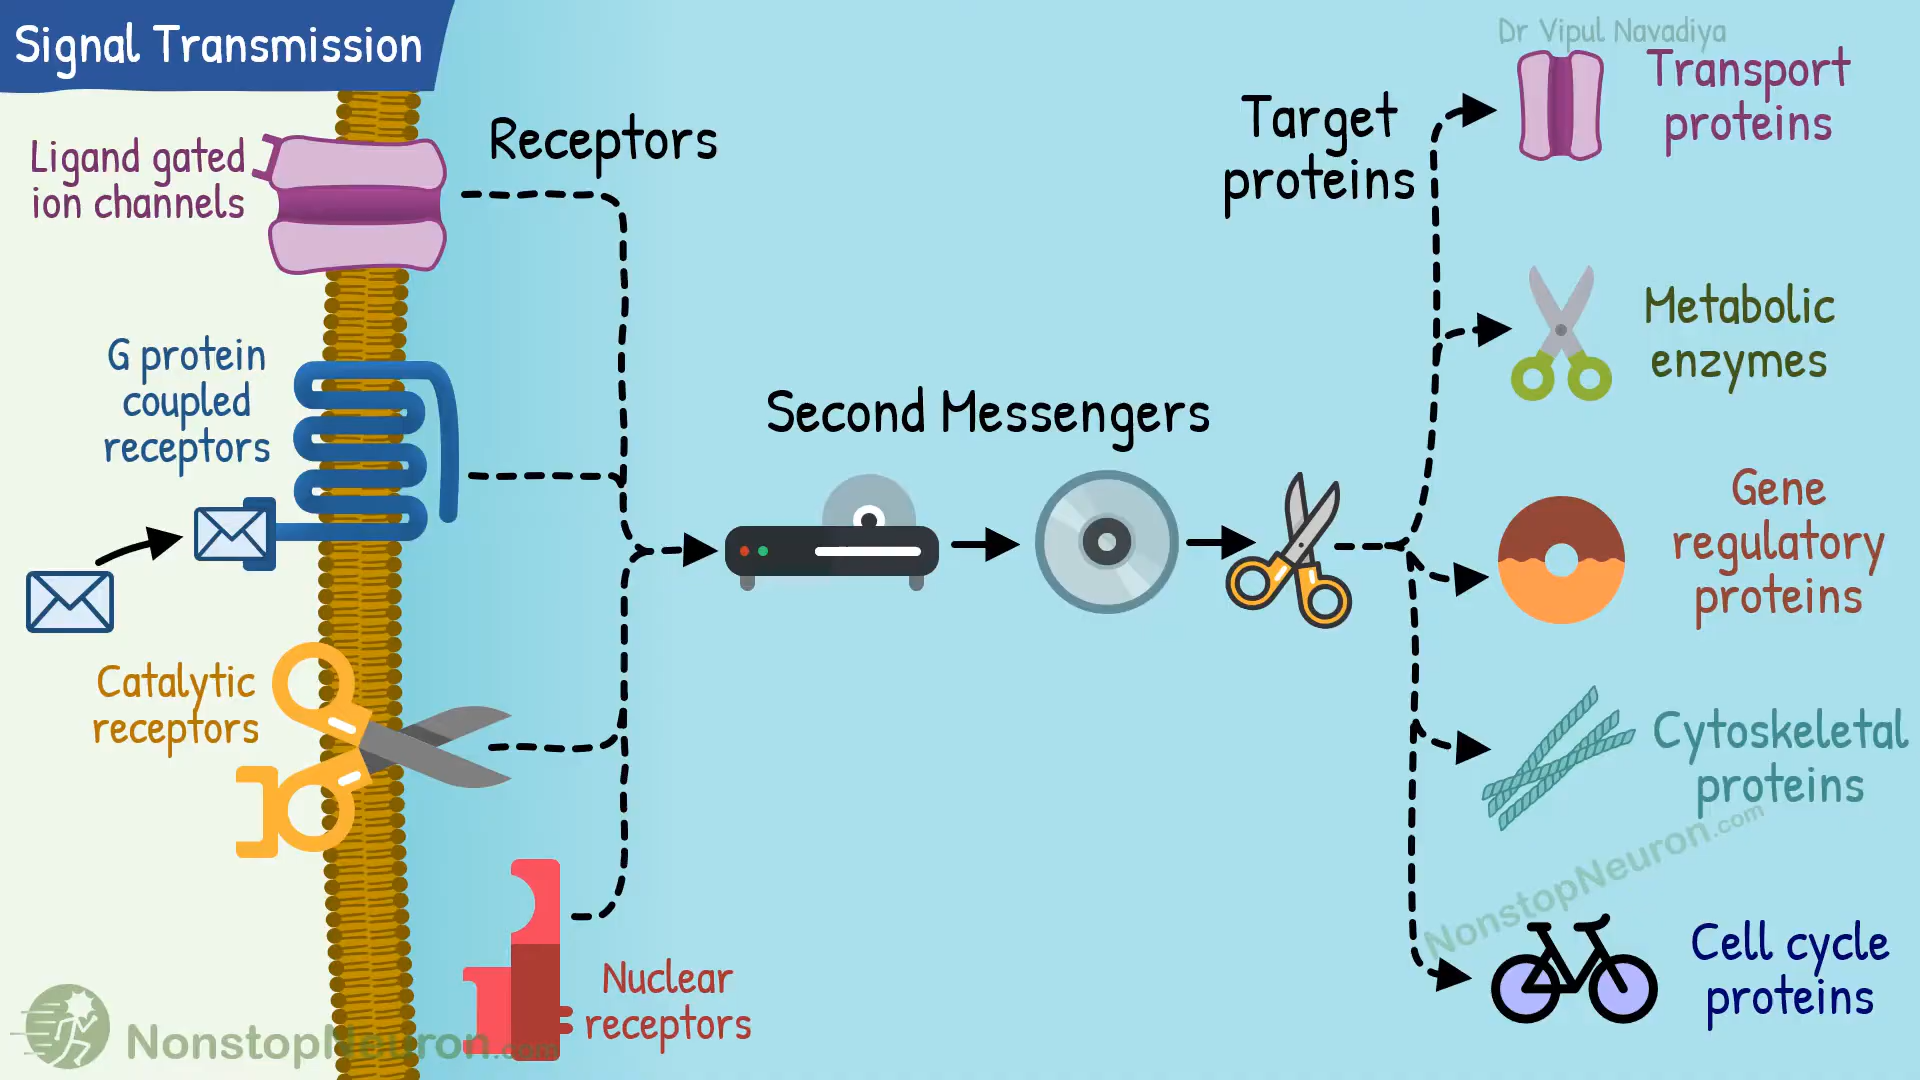 Signal Transmission
Dr Vipul Navadiya
Ligand gated
ion channels
Receptors
Target
proteins
Transport
proteins
G protein
coupled
receptors
Second Messengers
Metabolic
enzymes
Gene
regulatory
proteins
Catalytic
receptors
Cytoskeletal
proteins
NonstopNeuron.com
Nuclear
receptors
Cell cycle
proteins
NonstopNeuron.com